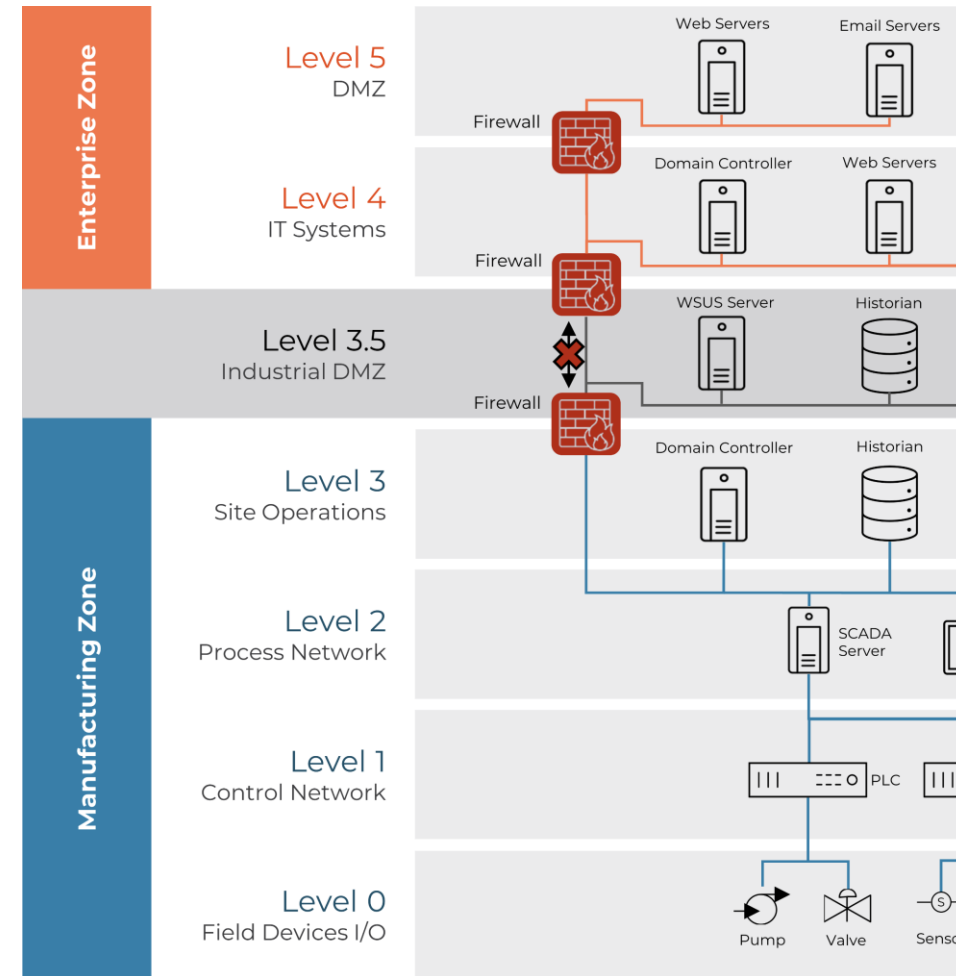 Enterprise Zone
Level 5
DMZ
Web Servers
Email Servers
Firewall
Level 4
IT Systems
Domain Controller
Web Servers
Firewall
Level 3.5
Industrial DMZ
WSUS Server
Historian
Firewall
Manufacturing Zone
Level 3
Site Operations
Domain Controller
Historian
Level 2
Process Network
SCADA
Server
Level 1
Control Network
PLC
Level 0
Field Devices I/O
Pump
Valve
S